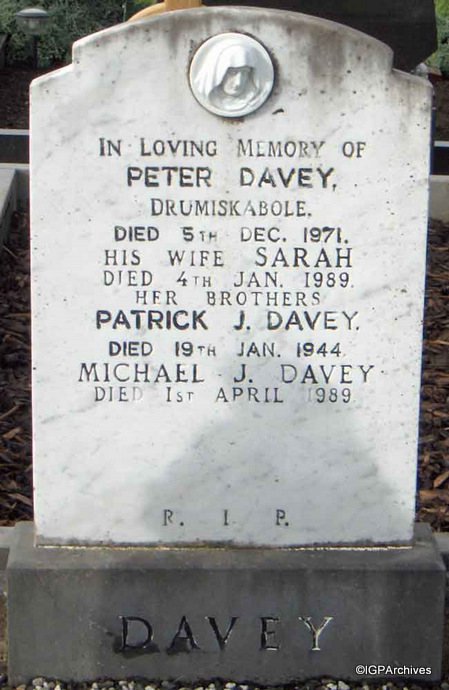 IN LOVING MEMORY OF
PETER DAVEY,
DRUMISKABOLE.
DIED 5TH DEC. 1971.
HIS WIFE SARAH
DIED 4TH JAN. 1989.
HER BROTHERS
PATRICK J. DAVEY.
DIED 19TH JAN. 1944.
MICHAEL J. DAVEY
DIED 1ST APRIL 1989
R. I. P.
DAVEY
©IGPArchives